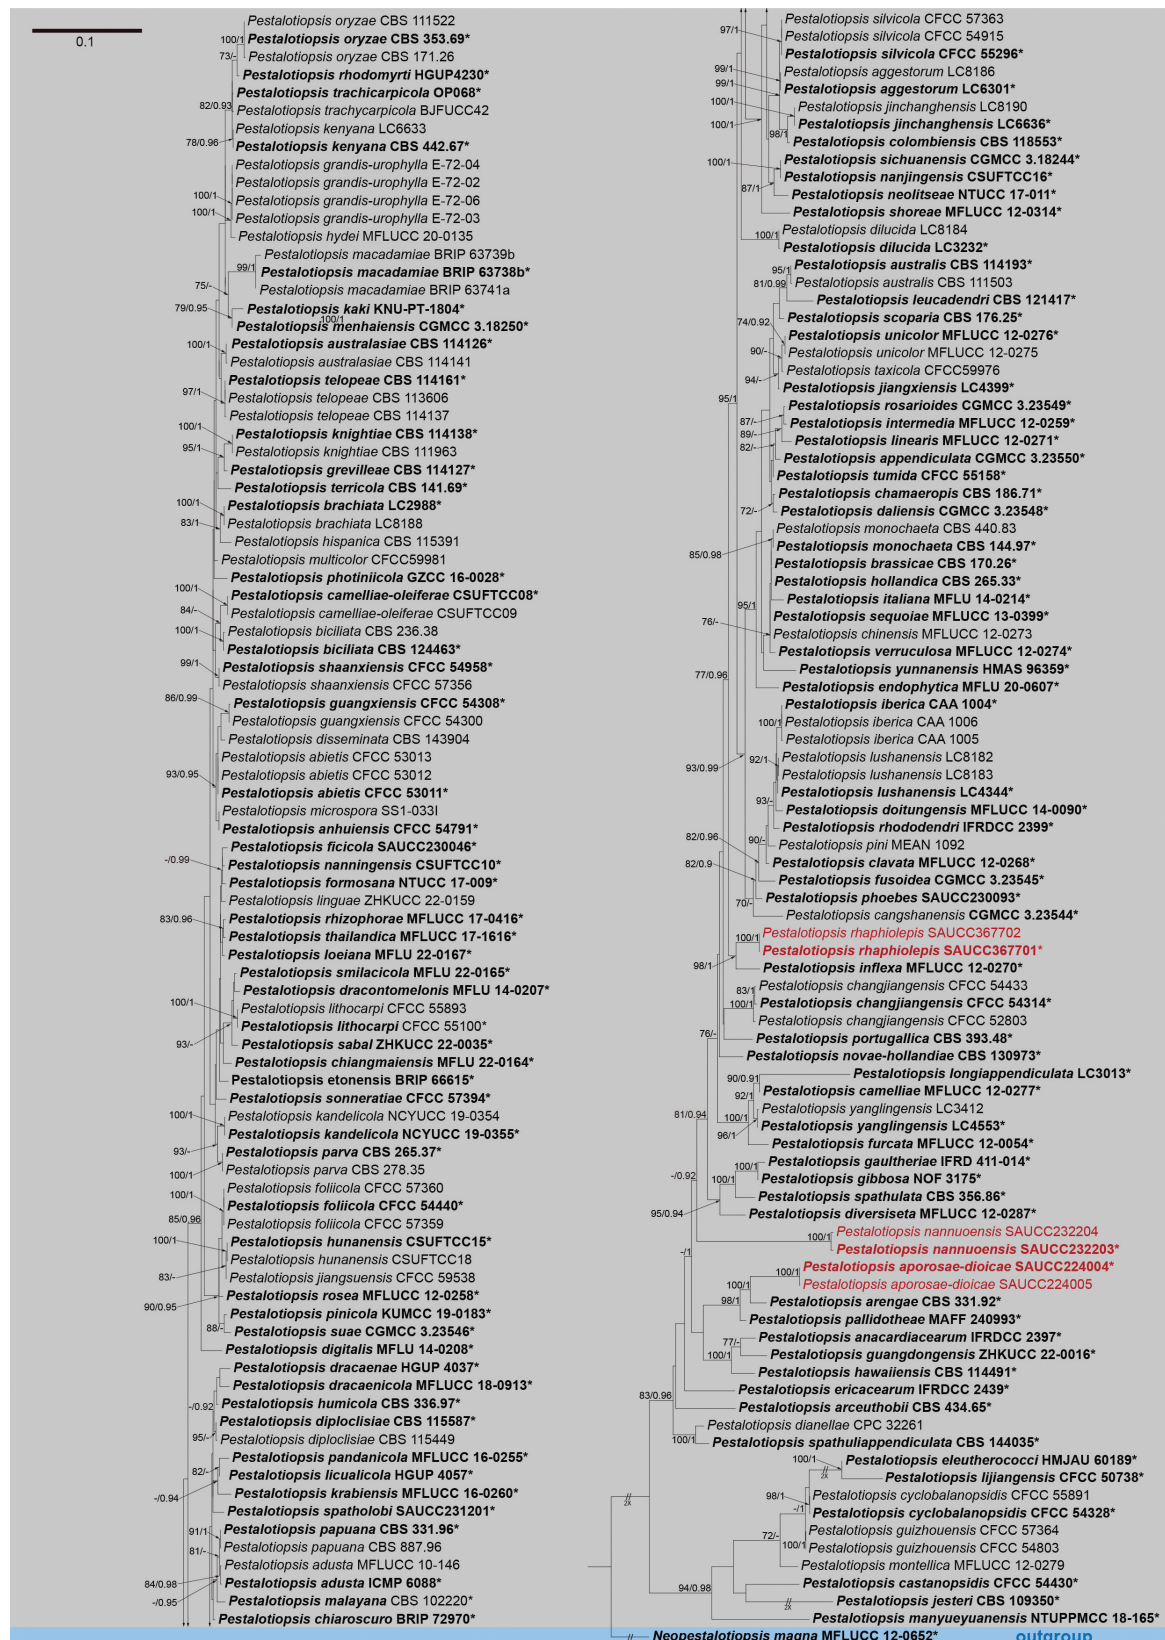 0.1
Pestalotiopsis oryzae CBS 111522
100/1
Pestalotiopsis oryzae CBS 353.69*
73/-
Pestalotiopsis oryzae CBS 171.26
Pestalotiopsis rhodomyrti HGUP4230*
Pestalotiopsis trachicarpicola OP068*
82/0.93
Pestalotiopsis trachycarpicola BJFUCC42
Pestalotiopsis kenyana LC6633
78/0.96
Pestalotiopsis kenyana CBS 442.67*
Pestalotiopsis grandis-urophylla E-72-04
Pestalotiopsis grandis-urophylla E-72-02
100/1
Pestalotiopsis grandis-urophylla E-72-06
100/1
Pestalotiopsis grandis-urophylla E-72-03
Pestalotiopsis hydei MFLUCC 20-0135
Pestalotiopsis macadamiae BRIP 63739b
99/1
Pestalotiopsis macadamiae BRIP 63738b*
75/-
Pestalotiopsis macadamiae BRIP 63741a
79/0.95
Pestalotiopsis kaki KNU-PT-1804*
100/1
Pestalotiopsis menhaiensis CGMCC 3.18250*
100/1
Pestalotiopsis australasiae CBS 114126*
Pestalotiopsis australasiae CBS 114141
Pestalotiopsis telopeae CBS 114161*
97/1
Pestalotiopsis telopeae CBS 113606
Pestalotiopsis telopeae CBS 114137
100/1
Pestalotiopsis knightiae CBS 114138*
95/1
Pestalotiopsis knightiae CBS 111963
Pestalotiopsis grevilleae CBS 114127*
Pestalotiopsis terricola CBS 141.69*
100/1
Pestalotiopsis brachiata LC2988*
83/1
Pestalotiopsis brachiata LC8188
Pestalotiopsis hispanica CBS 115391
Pestalotiopsis multicolor CFCC59981
Pestalotiopsis photiniicola GZCC 16-0028*
100/1
Pestalotiopsis camelliae-oleiferae CSUFTCC08*
84/-
Pestalotiopsis camelliae-oleiferae CSUFTCC09
100/1
Pestalotiopsis biciliata CBS 236.38
Pestalotiopsis biciliata CBS 124463*
99/1
Pestalotiopsis shaanxiensis CFCC 54958*
Pestalotiopsis shaanxiensis CFCC 57356
86/0.99
Pestalotiopsis guangxiensis CFCC 54308*
Pestalotiopsis guangxiensis CFCC 54300
Pestalotiopsis disseminata CBS 143904
Pestalotiopsis abietis CFCC 53013
93/0.95
Pestalotiopsis abietis CFCC 53012
Pestalotiopsis abietis CFCC 53011*
Pestalotiopsis microspora SS1-033I
Pestalotiopsis anhuiensis CFCC 54791*
Pestalotiopsis ficicola SAUCC230046*
-/0.99
Pestalotiopsis nanningensis CSUFTCC10*
Pestalotiopsis formosana NTUCC 17-009*
Pestalotiopsis linguae ZHKUCC 22-0159
83/0.96
Pestalotiopsis rhizophorae MFLUCC 17-0416*
Pestalotiopsis thailandica MFLUCC 17-1616*
Pestalotiopsis loeiana MFLU 22-0167*
Pestalotiopsis smilacicola MFLU 22-0165*
Pestalotiopsis dracontomelonis MFLU 14-0207*
100/1
Pestalotiopsis lithocarpi CFCC 55893
Pestalotiopsis lithocarpi CFCC 55100*
93/-
Pestalotiopsis sabal ZHKUCC 22-0035*
Pestalotiopsis chiangmaiensis MFLU 22-0164*
Pestalotiopsis etonensis BRIP 66615*
Pestalotiopsis sonneratiae CFCC 57394*
100/1
Pestalotiopsis kandelicola NCYUCC 19-0354
Pestalotiopsis kandelicola NCYUCC 19-0355*
93/-
Pestalotiopsis parva CBS 265.37*
100/1
Pestalotiopsis parva CBS 278.35
Pestalotiopsis foliicola CFCC 57360
100/1
Pestalotiopsis foliicola CFCC 54440*
85/0.96
Pestalotiopsis foliicola CFCC 57359
100/1
Pestalotiopsis hunanensis CSUFTCC15*
Pestalotiopsis hunanensis CSUFTCC18
83/-
Pestalotiopsis jiangsuensis CFCC 59538
Pestalotiopsis rosea MFLUCC 12-0258*
90/0.95
Pestalotiopsis pinicola KUMCC 19-0183*
88/-
Pestalotiopsis suae CGMCC 3.23546*
Pestalotiopsis digitalis MFLU 14-0208*
Pestalotiopsis dracaenae HGUP 4037*
Pestalotiopsis dracaenicola MFLUCC 18-0913*
-/0.92
Pestalotiopsis humicola CBS 336.97*
Pestalotiopsis diploclisiae CBS 115587*
95/-
Pestalotiopsis diploclisiae CBS 115449
Pestalotiopsis pandanicola MFLUCC 16-0255*
82/-
Pestalotiopsis licualicola HGUP 4057*
-/0.94
Pestalotiopsis krabiensis MFLUCC 16-0260*
Pestalotiopsis spatholobi SAUCC231201*
91/1
Pestalotiopsis papuana CBS 331.96*
81/-
Pestalotiopsis papuana CBS 887.96
Pestalotiopsis adusta MFLUCC 10-146
84/0.98
Pestalotiopsis adusta ICMP 6088*
-/0.95
Pestalotiopsis malayana CBS 102220*
Pestalotiopsis chiaroscuro BRIP 72970*
Pestalotiopsis silvicola CFCC 57363
97/1
Pestalotiopsis silvicola CFCC 54915
Pestalotiopsis silvicola CFCC 55296*
99/1
Pestalotiopsis aggestorum LC8186
99/1
Pestalotiopsis aggestorum LC6301*
100/1
Pestalotiopsis jinchanghensis LC8190
100/1
Pestalotiopsis jinchanghensis LC6636*
98/1
Pestalotiopsis colombiensis CBS 118553*
100/1
Pestalotiopsis sichuanensis CGMCC 3.18244*
Pestalotiopsis nanjingensis CSUFTCC16*
87/1
Pestalotiopsis neolitseae NTUCC 17-011*
Pestalotiopsis shoreae MFLUCC 12-0314*
100/1
Pestalotiopsis dilucida LC8184
Pestalotiopsis dilucida LC3232*
95/1
Pestalotiopsis australis CBS 114193*
81/0.99
Pestalotiopsis australis CBS 111503
Pestalotiopsis leucadendri CBS 121417*
74/0.92
Pestalotiopsis scoparia CBS 176.25*
Pestalotiopsis unicolor MFLUCC 12-0276*
90/-
Pestalotiopsis unicolor MFLUCC 12-0275
94/-
Pestalotiopsis taxicola CFCC59976
Pestalotiopsis jiangxiensis LC4399*
95/1
Pestalotiopsis rosarioides CGMCC 3.23549*
87/-
Pestalotiopsis intermedia MFLUCC 12-0259*
89/-
Pestalotiopsis linearis MFLUCC 12-0271*
82/-
Pestalotiopsis appendiculata CGMCC 3.23550*
Pestalotiopsis tumida CFCC 55158*
Pestalotiopsis chamaeropis CBS 186.71*
72/-
Pestalotiopsis daliensis CGMCC 3.23548*
Pestalotiopsis monochaeta CBS 440.83
85/0.98
Pestalotiopsis monochaeta CBS 144.97*
Pestalotiopsis brassicae CBS 170.26*
Pestalotiopsis hollandica CBS 265.33*
95/1
Pestalotiopsis italiana MFLU 14-0214*
76/-
Pestalotiopsis sequoiae MFLUCC 13-0399*
Pestalotiopsis chinensis MFLUCC 12-0273
Pestalotiopsis verruculosa MFLUCC 12-0274*
77/0.96
Pestalotiopsis yunnanensis HMAS 96359*
Pestalotiopsis endophytica MFLU 20-0607*
Pestalotiopsis iberica CAA 1004*
100/1
Pestalotiopsis iberica CAA 1006
Pestalotiopsis iberica CAA 1005
92/1
Pestalotiopsis lushanensis LC8182
93/0.99
Pestalotiopsis lushanensis LC8183
Pestalotiopsis lushanensis LC4344*
93/-
Pestalotiopsis doitungensis MFLUCC 14-0090*
Pestalotiopsis rhododendri IFRDCC 2399*
82/0.96
90/-
Pestalotiopsis pini MEAN 1092
82/0.9
Pestalotiopsis clavata MFLUCC 12-0268*
Pestalotiopsis fusoidea CGMCC 3.23545*
70/-
Pestalotiopsis phoebes SAUCC230093*
Pestalotiopsis cangshanensis CGMCC 3.23544*
100/1
Pestalotiopsis rhaphiolepis SAUCC367702
Pestalotiopsis rhaphiolepis SAUCC367701*
98/1
Pestalotiopsis inflexa MFLUCC 12-0270*
83/1
Pestalotiopsis changjiangensis CFCC 54433
100/1
Pestalotiopsis changjiangensis CFCC 54314*
Pestalotiopsis changjiangensis CFCC 52803
76/-
Pestalotiopsis portugallica CBS 393.48*
Pestalotiopsis novae-hollandiae CBS 130973*
90/0.91
Pestalotiopsis longiappendiculata LC3013*
92/1
Pestalotiopsis camelliae MFLUCC 12-0277*
81/0.94
100/1
Pestalotiopsis yanglingensis LC3412
96/1
Pestalotiopsis yanglingensis LC4553*
Pestalotiopsis furcata MFLUCC 12-0054*
100/1
Pestalotiopsis gaultheriae IFRD 411-014*
-/0.92
100/1
Pestalotiopsis gibbosa NOF 3175*
Pestalotiopsis spathulata CBS 356.86*
95/0.94
Pestalotiopsis diversiseta MFLUCC 12-0287*
100/1
Pestalotiopsis nannuoensis SAUCC232204
Pestalotiopsis nannuoensis SAUCC232203*
-/1
100/1
Pestalotiopsis aporosae-dioicae SAUCC224004*
100/1
Pestalotiopsis aporosae-dioicae SAUCC224005
98/1
Pestalotiopsis arengae CBS 331.92*
Pestalotiopsis pallidotheae MAFF 240993*
77/-
Pestalotiopsis anacardiacearum IFRDCC 2397*
100/1
Pestalotiopsis guangdongensis ZHKUCC 22-0016*
Pestalotiopsis hawaiiensis CBS 114491*
83/0.96
Pestalotiopsis ericacearum IFRDCC 2439*
Pestalotiopsis arceuthobii CBS 434.65*
Pestalotiopsis dianellae CPC 32261
100/1
Pestalotiopsis spathuliappendiculata CBS 144035*
100/1
Pestalotiopsis eleutherococci HMJAU 60189*
2X
Pestalotiopsis lijiangensis CFCC 50738*
98/1
Pestalotiopsis cyclobalanopsidis CFCC 55891
2X
-/1
Pestalotiopsis cyclobalanopsidis CFCC 54328*
72/-
Pestalotiopsis guizhouensis CFCC 57364
100/1
Pestalotiopsis guizhouensis CFCC 54803
Pestalotiopsis montellica MFLUCC 12-0279
94/0.98
Pestalotiopsis castanopsidis CFCC 54430*
2X
Pestalotiopsis jesteri CBS 109350*
Pestalotiopsis manyueyuanensis NTUPPMCC 18-165*
Neopestalotiopsis magna MFLUCC 12-0652*
outgroup